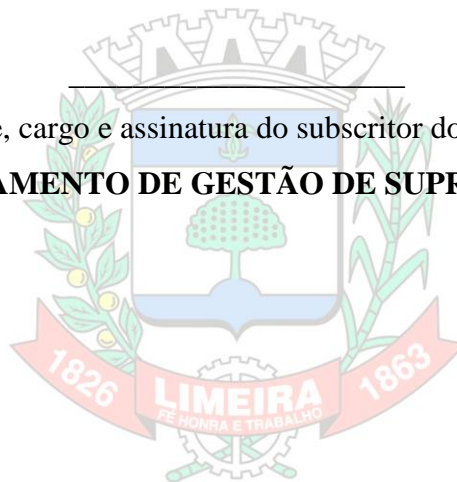 , cargo e assinatura do subscritor do
AMENTO DE GESTÃO DE SUPR
1826 LIMEIRA 1863
FÉ HONRA E TRABALHO